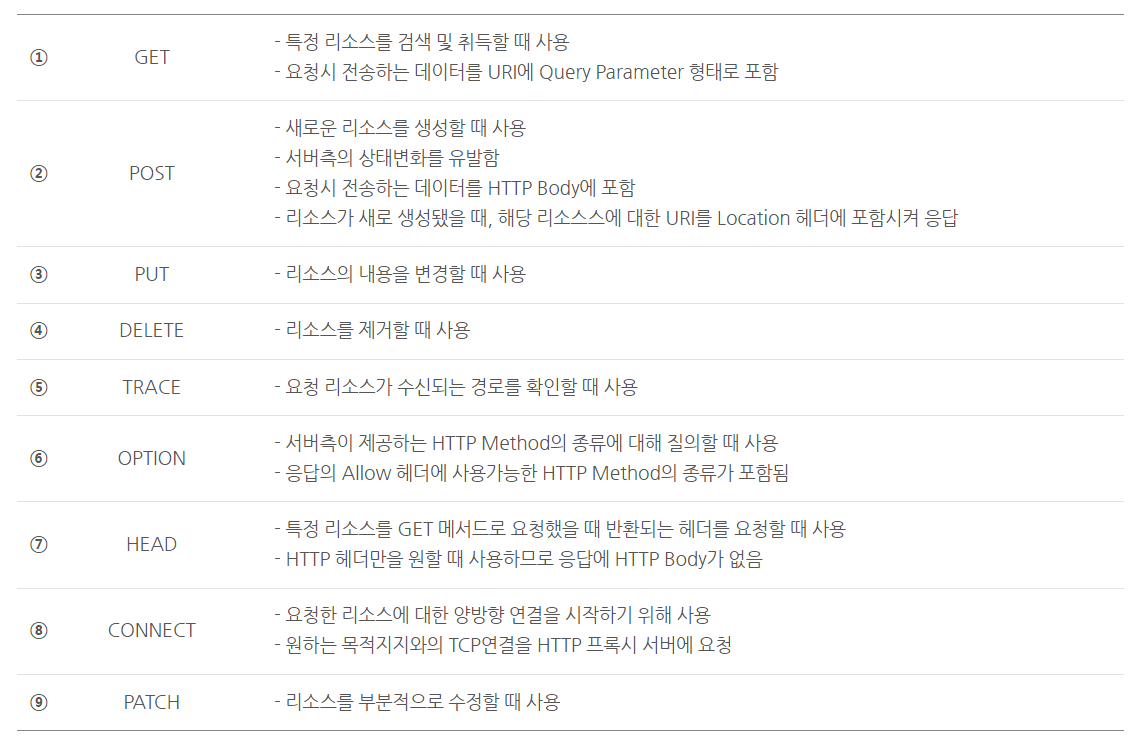 ① GET - 특정 리소스를 검색 및 취득할 때 사용
- 요청시 전송하는 데이터를 URI에 Query Parameter 형태로 포함
② POST - 새로운 리소스를 생성할 때 사용
- 서버측의 상태변화를 유발함
- 요청시 전송하는 데이터를 HTTP Body에 포함
- 리소스가 새로 생성됐을 때, 해당 리소스스에 대한 URI를 Location 헤더에 포함시켜 응답
③ PUT - 리소스의 내용을 변경할 때 사용
④ DELETE - 리소스를 제거할 때 사용
⑤ TRACE - 요청 리소스가 수신되는 경로를 확인할 때 사용
⑥ OPTION - 서버측이 제공하는 HTTP Method의 종류에 대해 질의할 때 사용
- 응답의 Allow 헤더에 사용가능한 HTTP Method의 종류가 포함됨
⑦ HEAD - 특정 리소스를 GET 메서드로 요청했을 때 반환되는 헤더를 요청할 때 사용
- HTTP 헤더만을 원할 때 사용하므로 응답에 HTTP Body가 없음
⑧ CONNECT - 요청한 리소스에 대한 양방향 연결을 시작하기 위해 사용
- 원하는 목적지지와의 TCP연결을 HTTP 프록시 서버에 요청
⑨ PATCH - 리소스를 부분적으로 수정할 때 사용